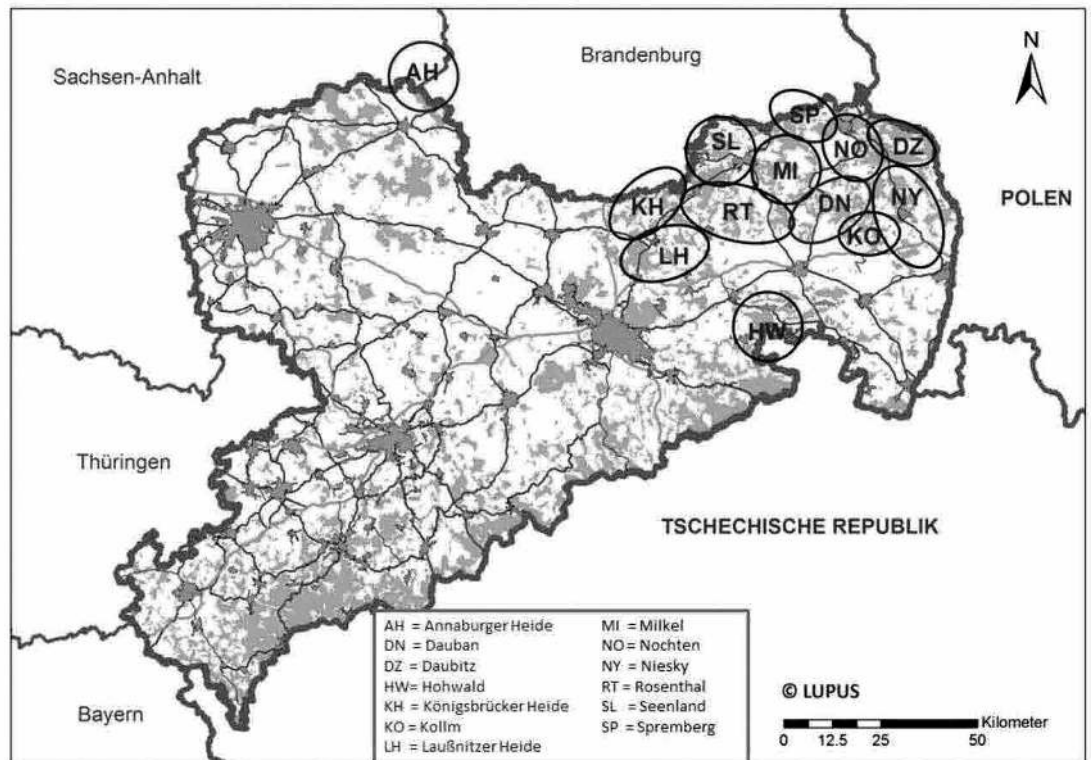 Sachsen-Anhalt
Brandenburg
N
AH
SP
SL
NO
DZ
MI
KH
RT
DN
NY
POLEN
KO
LH
HW
Thüringen
TSCHECHISCHE REPUBLIK
Bayern
AH = Annaburger Heide
DN = Dauban
DZ = Daubitz
HW= Hohwald
KH = Königsbrücker Heide
KO = Kollm
LH = Laußnitzer Heide
MI = Milkel
NO= Nochten
NY = Niesky
RT = Rosenthal
SL = Seenland
SP = Spremberg
© LUPUS
Kilometer
0 12.5 25 50